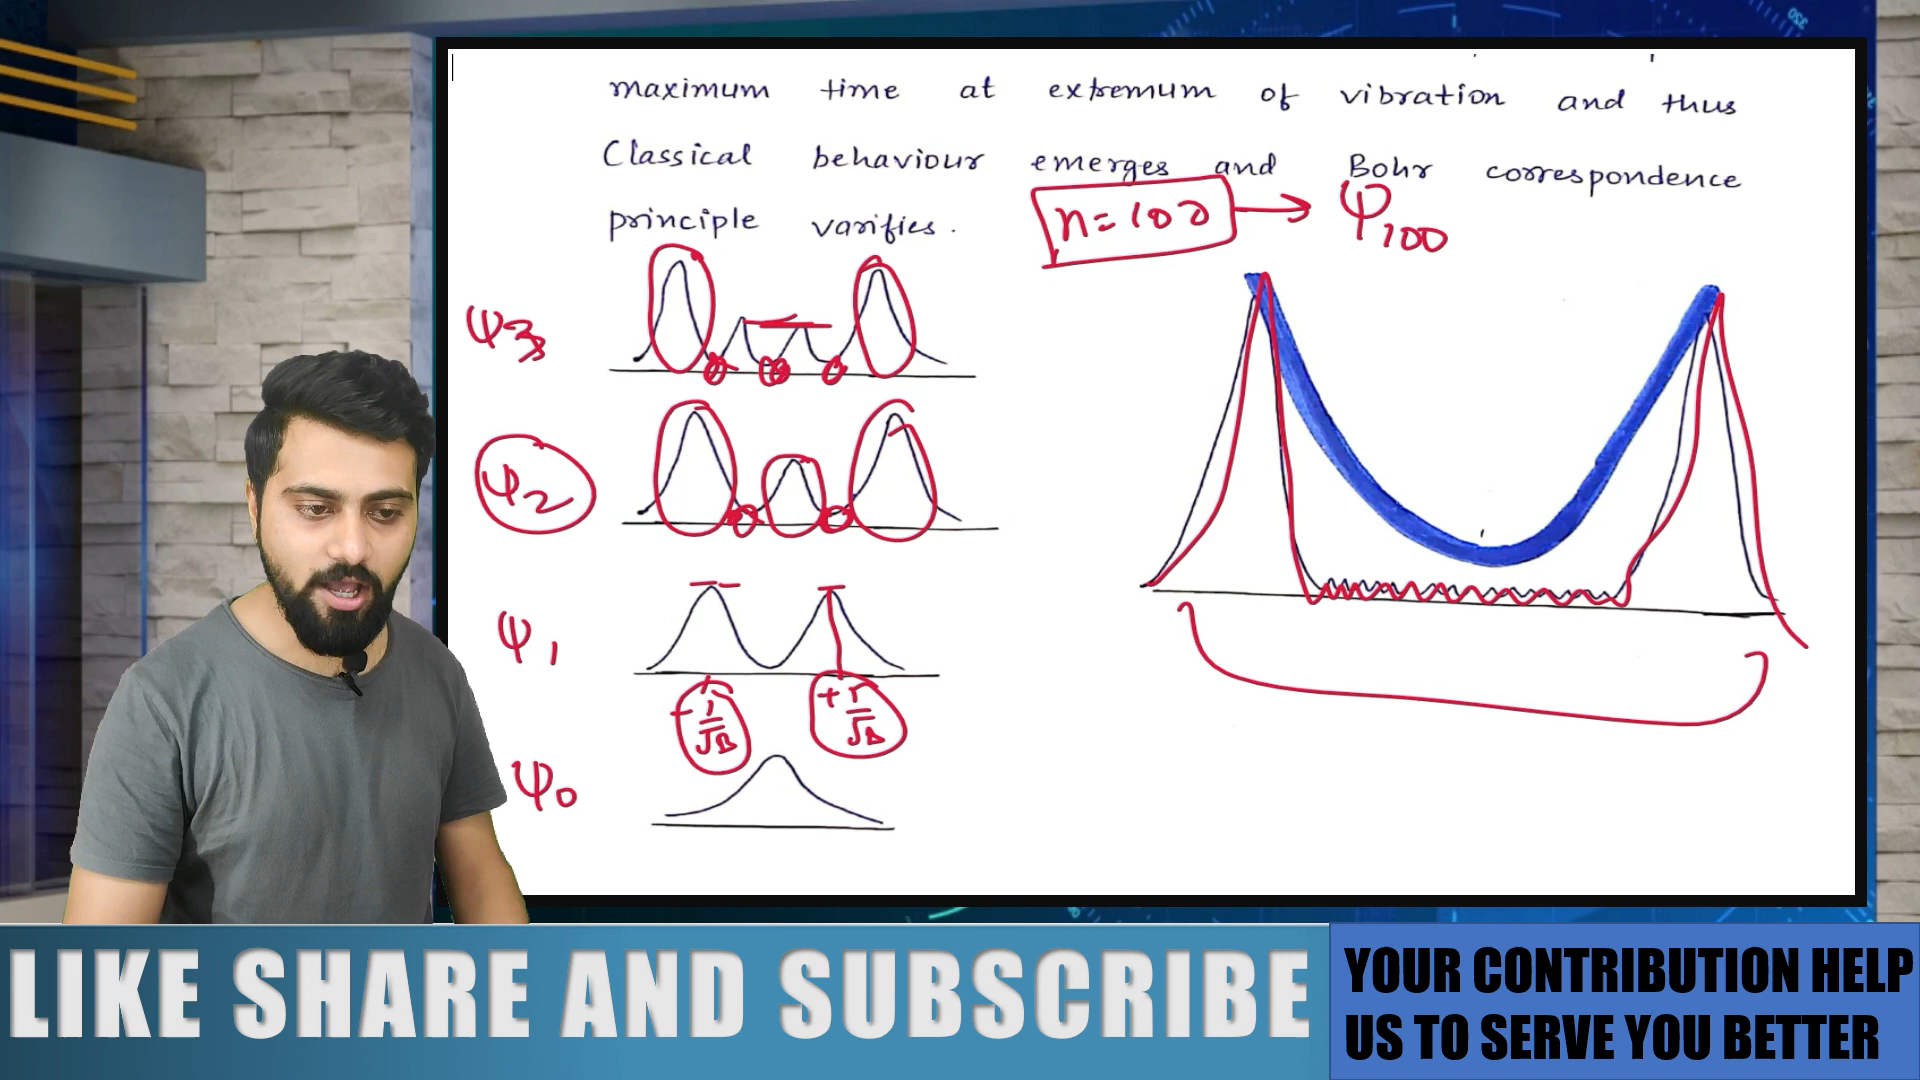 maximum time at extremum of vibration and thus
Classical behaviour emerges and Bohr correspondence
principle varifies.
n=100 → ψ100
ψ3
ψ2
ψ1
+1/√B
ψ0
LIKE SHARE AND SUBSCRIBE
YOUR CONTRIBUTION HELP
US TO SERVE YOU BETTER